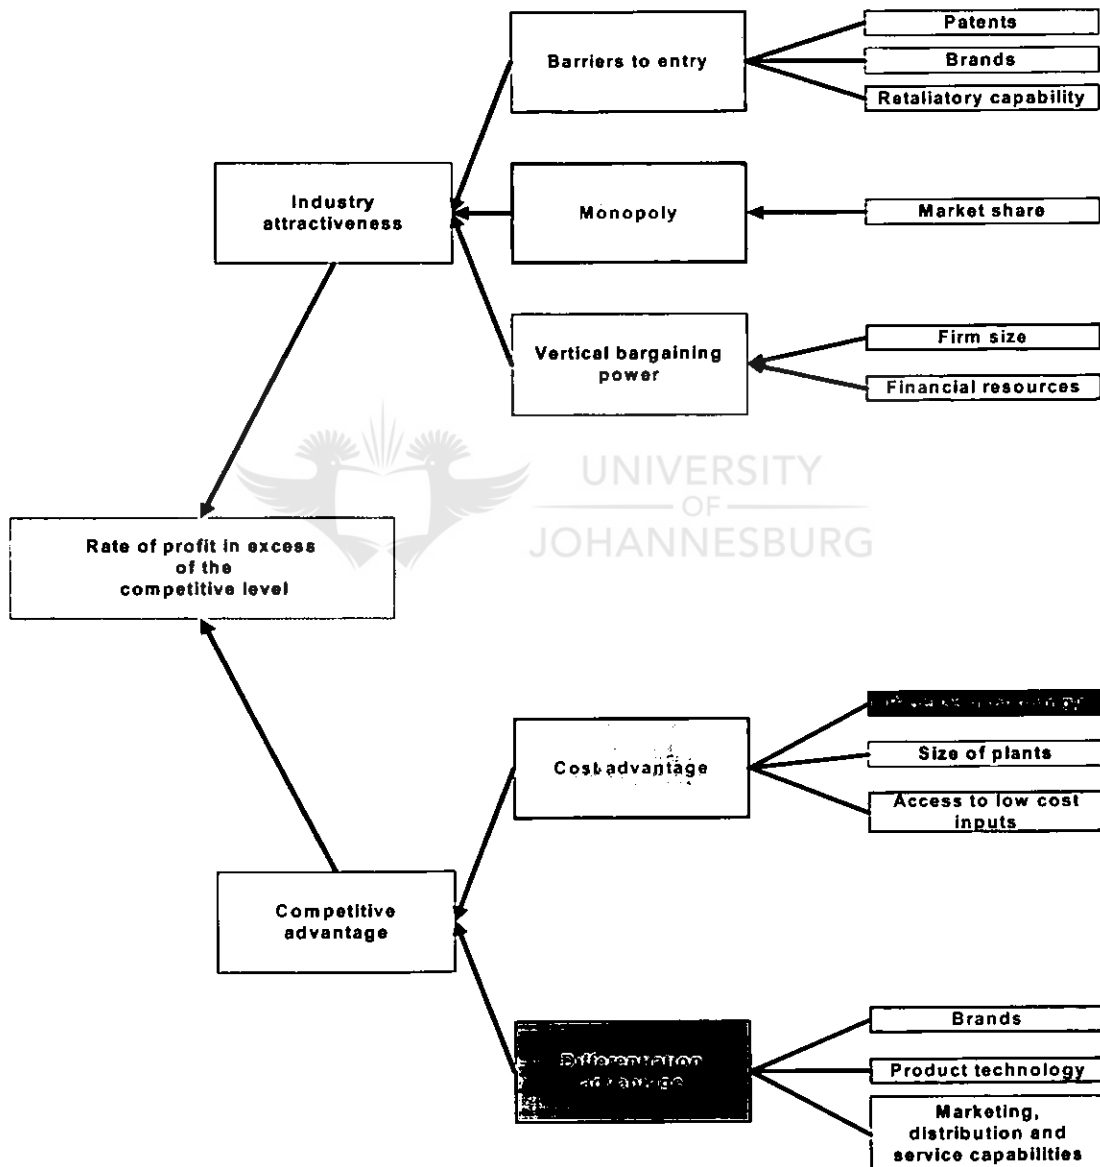 Patents
Barriers to entry
Brands
Retaliatory capability
Industry
attractiveness
Monopoly
Market share
Vertical bargaining
power
Firm size
Financial resources
UNIVERSITY
OF
JOHANNESBURG
Rate of profit in excess
of the
competitive level
Cost advantage
Size of plants
Access to low cost
inputs
Competitive
advantage
Differentiation
advantage
Brands
Product technology
Marketing,
distribution and
service capabilities